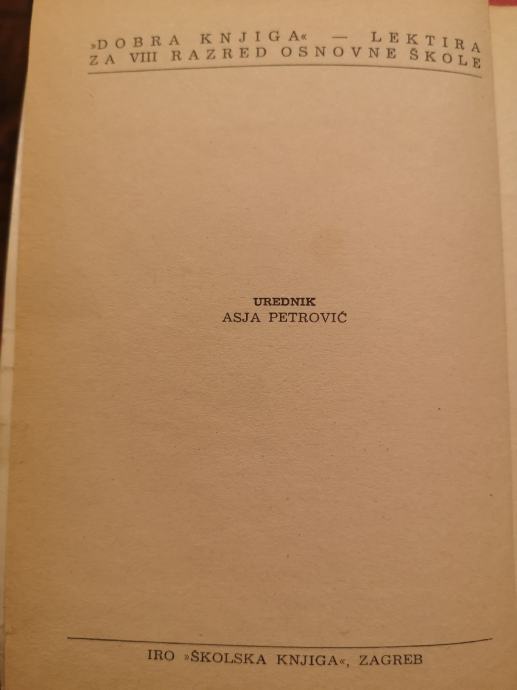 »DOBRA KNJIGA« — LEKTIRA
ZA VIII RAZRED OSNOVNE ŠKOLE
UREDNIK
ASJA PETROVIĆ
IRO »ŠKOLSKA KNJIGA«, ZAGREB